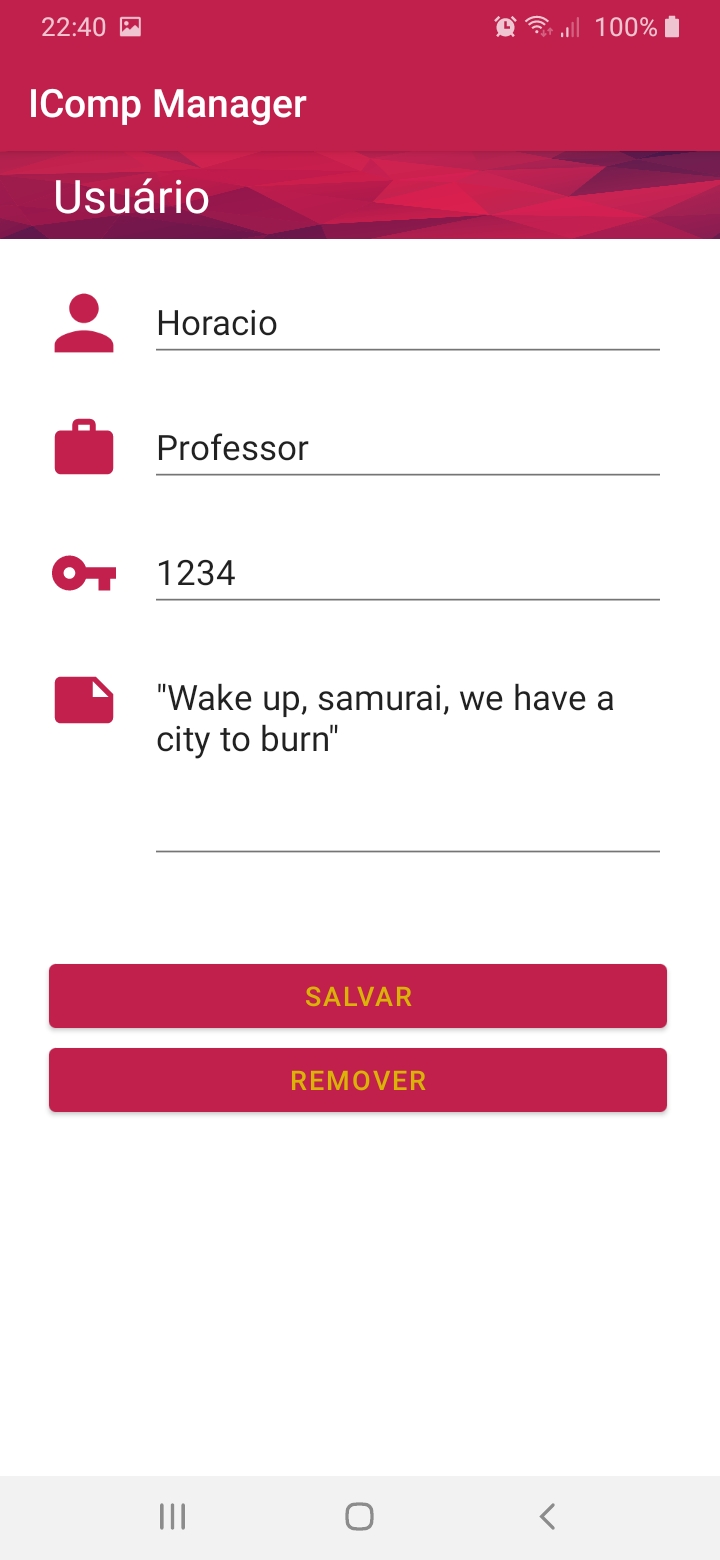 22:40 100%
IComp Manager
Usuário
Horacio
Professor
1234
"Wake up, samurai, we have a
city to burn"
SALVAR
REMOVER